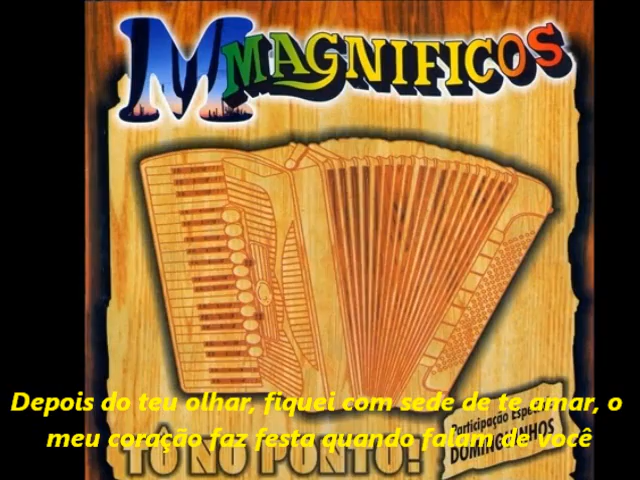 M MAGNIFICOS
Depois do teu olhar, fiquei com sede de te amar, o
meu coração faz festa quando falam de você
Participação Especial
DOMINGUINHOS
TÔ NO PONTO!